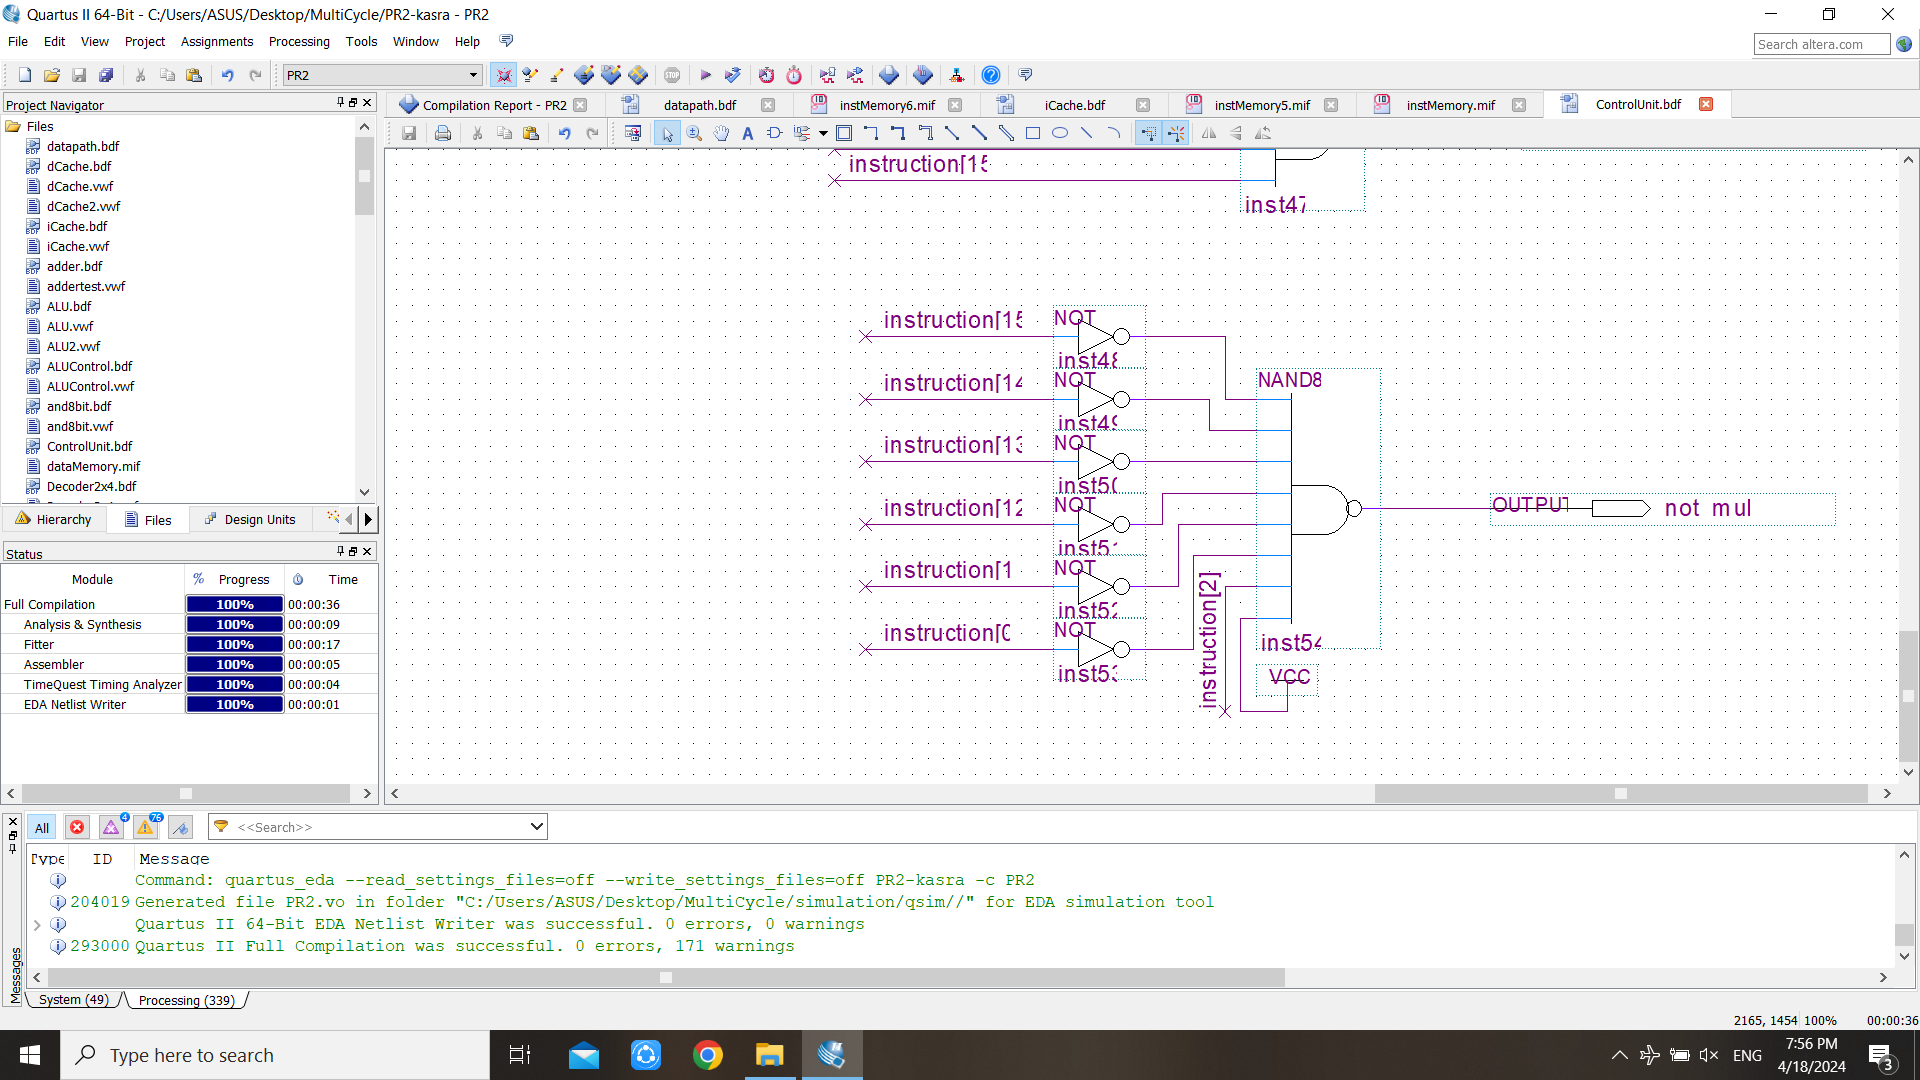 Quartus II 64-Bit - C:/Users/ASUS/Desktop/MultiCycle/PR2-kasra - PR2
File Edit View Project Assignments Processing Tools Window Help
Search altera.com
PR2
STOP
Project Navigator
Compilation Report - PR2 datapath.bdf instMemory6.mif iCache.bdf instMemory5.mif instMemory.mif ControlUnit.bdf
Files
datapath.bdf
dCache.bdf
dCache.vwf
dCache2.vwf
iCache.bdf
iCache.vwf
adder.bdf
addertest.vwf
ALU.bdf
ALU.vwf
ALU2.vwf
ALUControl.bdf
ALUControl.vwf
and8bit.bdf
and8bit.vwf
ControlUnit.bdf
dataMemory.mif
Decoder2x4.bdf
Hierarchy Files Design Units
Status
Module % Progress Time
Full Compilation 100% 00:00:36
Analysis & Synthesis 100% 00:00:09
Fitter 100% 00:00:17
Assembler 100% 00:00:05
TimeQuest Timing Analyzer 100% 00:00:04
EDA Netlist Writer 100% 00:00:01
instruction[15
inst47
instruction[15 NOT
inst48
instruction[14 NOT NAND8
inst49
instruction[13 NOT
inst50
instruction[12 NOT OUTPUT not mul
inst5
instruction[1 NOT
inst52
instruction[0 NOT
inst53
instruction[2]
inst54
VCC
All 4 76 <<Search>>
Type ID Message
Command: quartus_eda --read_settings_files=off --write_settings_files=off PR2-kasra -c PR2
204019 Generated file PR2.vo in folder "C:/Users/ASUS/Desktop/MultiCycle/simulation/qsim//" for EDA simulation tool
Quartus II 64-Bit EDA Netlist Writer was successful. 0 errors, 0 warnings
293000 Quartus II Full Compilation was successful. 0 errors, 171 warnings
Messages
System (49) Processing (339)
2165, 1454 100% 00:00:36
Type here to search
ENG
7:56 PM
4/18/2024
3